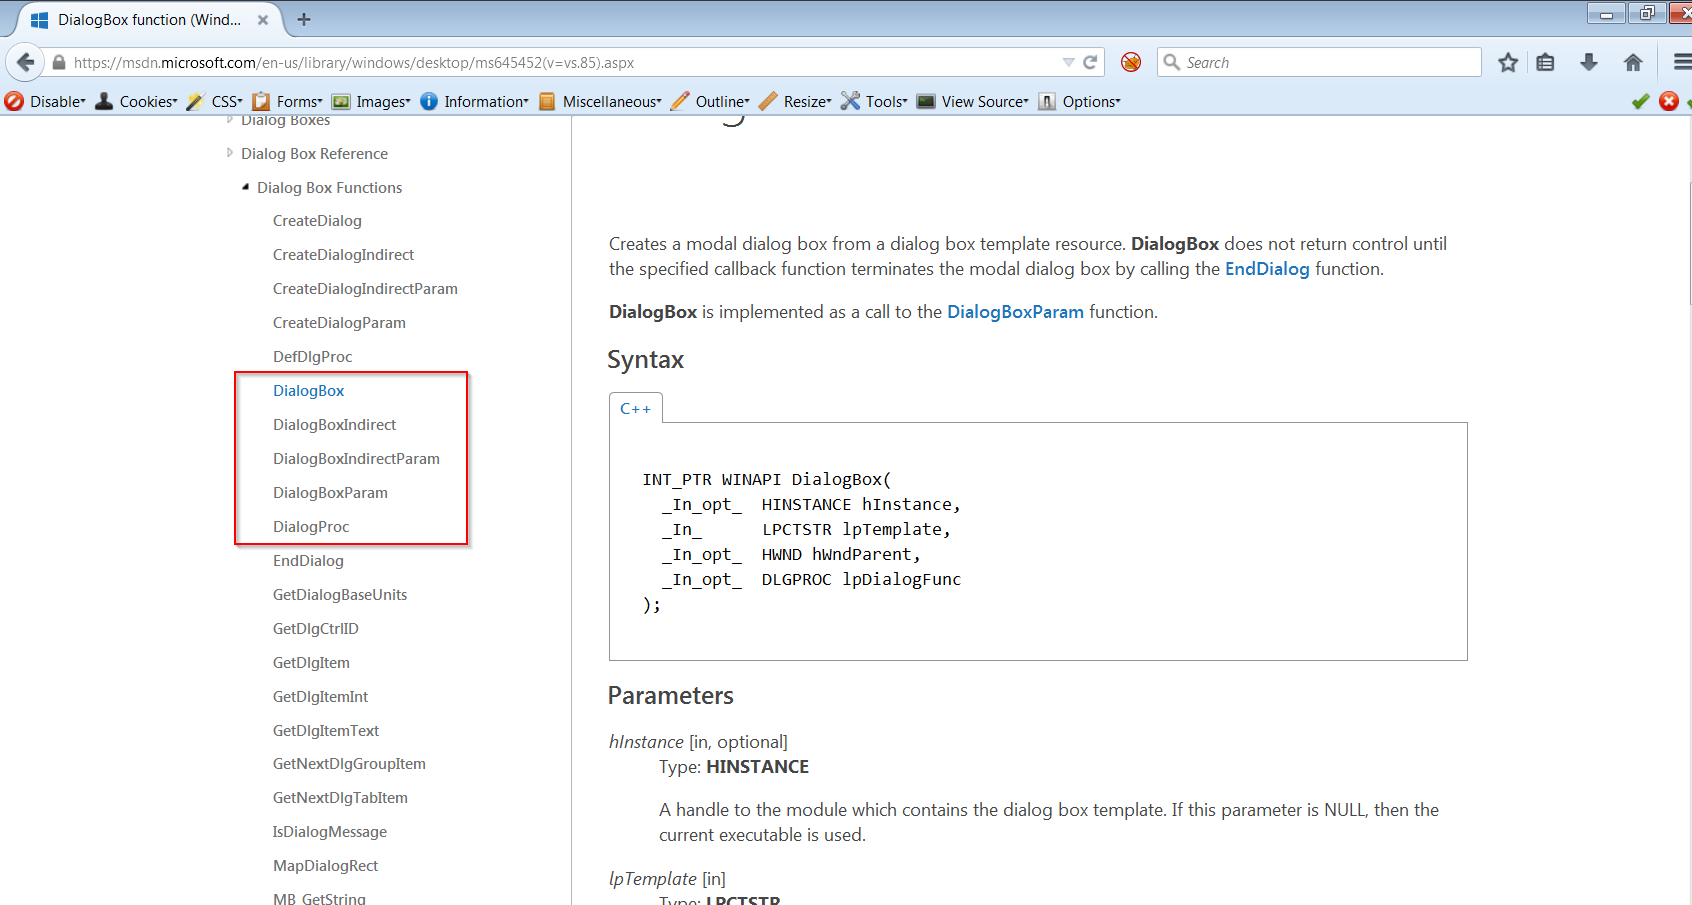 DialogBox function (Wind...
https://msdn.microsoft.com/en-us/library/windows/desktop/ms645452(v=vs.85).aspx
Search
Disable
Cookies
CSS
Forms
Images
Information
Miscellaneous
Outline
Resize
Tools
View Source
Options
Dialog Boxes
Dialog Box Reference
Dialog Box Functions
CreateDialog
CreateDialogIndirect
CreateDialogIndirectParam
CreateDialogParam
DefDlgProc
DialogBox
DialogBoxIndirect
DialogBoxIndirectParam
DialogBoxParam
DialogProc
EndDialog
GetDialogBaseUnits
GetDlgCtrlID
GetDlgItem
GetDlgItemInt
GetDlgItemText
GetNextDlgGroupItem
GetNextDlgTabItem
IsDialogMessage
MapDialogRect
MB_GetString
Creates a modal dialog box from a dialog box template resource. DialogBox does not return control until
the specified callback function terminates the modal dialog box by calling the EndDialog function.
DialogBox is implemented as a call to the DialogBoxParam function.
Syntax
C++
INT_PTR WINAPI DialogBox(
_In_opt_ HINSTANCE hInstance,
_In_ LPCTSTR lpTemplate,
_In_opt_ HWND hWndParent,
_In_opt_ DLGPROC lpDialogFunc
);
Parameters
hInstance [in, optional]
Type: HINSTANCE
A handle to the module which contains the dialog box template. If this parameter is NULL, then the
current executable is used.
lpTemplate [in]
Type: LPCTSTR